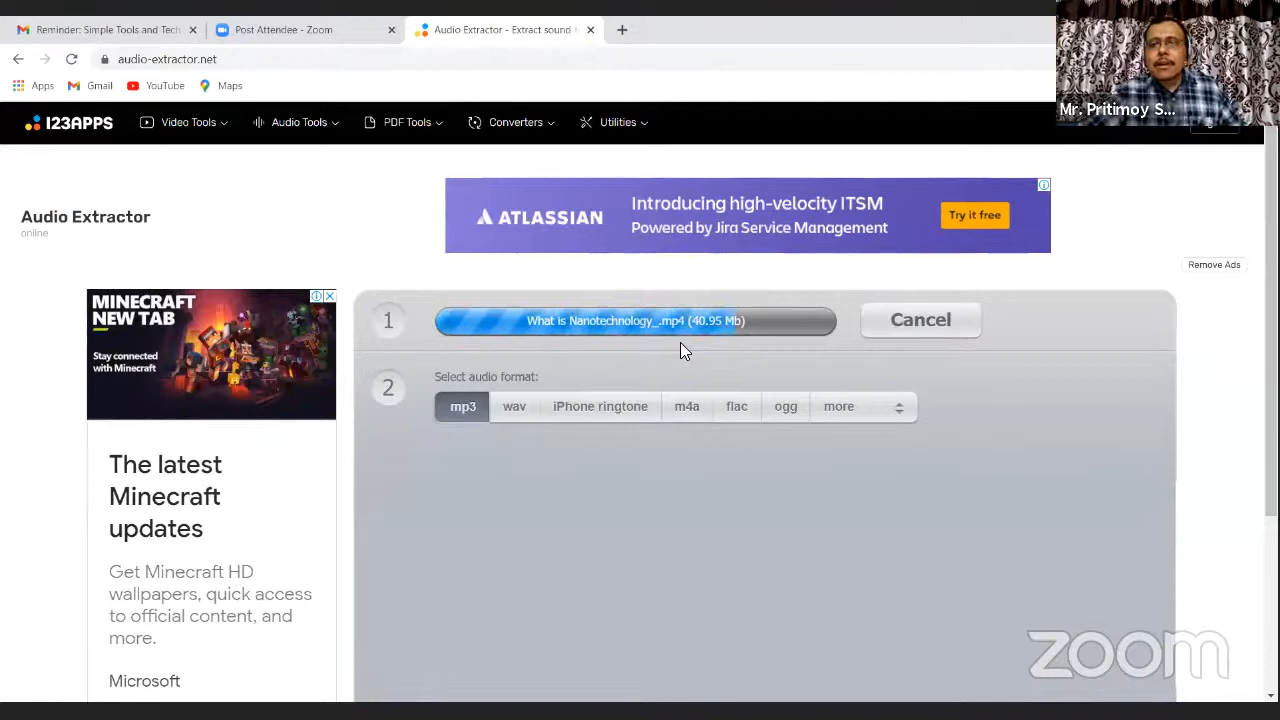 Reminder: Simple Tools and Tech
Post Attendee - Zoom
Audio Extractor - Extract sound f
audio-extractor.net
Apps
Gmail
YouTube
Maps
Mr. Pritimoy S...
123APPS
Video Tools
Audio Tools
PDF Tools
Converters
Utilities
Audio Extractor
online
ATLASSIAN
Introducing high-velocity ITSM
Powered by Jira Service Management
Try it free
Remove Ads
MINECRAFT
NEW TAB
Stay connected
with Minecraft
The latest
Minecraft
updates
Get Minecraft HD
wallpapers, quick access
to official content, and
more.
Microsoft
1
What is Nanotechnology_.mp4 (40.95 Mb)
Cancel
2
Select audio format:
mp3 wav iPhone ringtone m4a flac ogg more
zoom